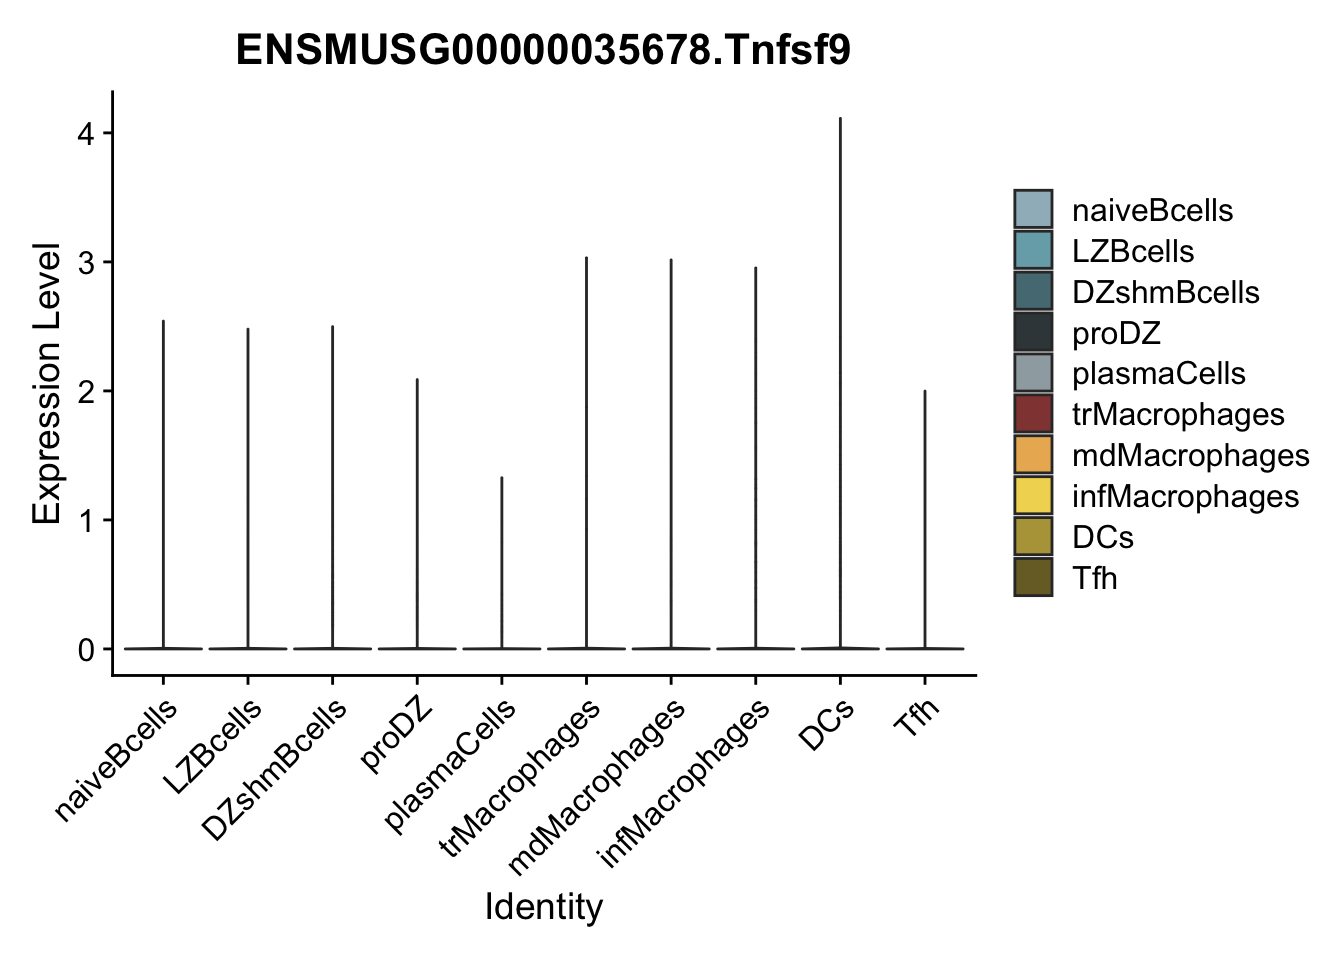 ENSMUSG00000035678.Tnfsf9
Expression Level
4
3
2
1
0
naiveBcells
LZBcells
DZshmBcells
proDZ
plasmaCells
trMacrophages
mdMacrophages
infMacrophages
DCs
Tfh
Identity
naiveBcells
LZBcells
DZshmBcells
proDZ
plasmaCells
trMacrophages
mdMacrophages
infMacrophages
DCs
Tfh